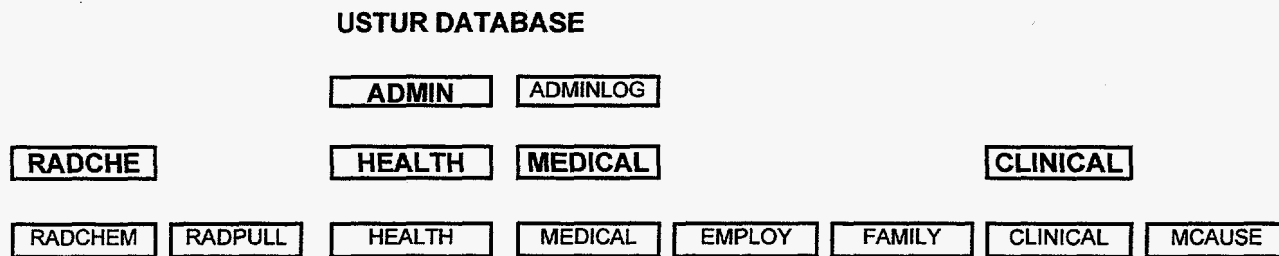 USTUR DATABASE
ADMIN ADMINLOG
RADCHE HEALTH MEDICAL CLINICAL
RADCHEM RADPULL HEALTH MEDICAL EMPLOY FAMILY CLINICAL MCAUSE